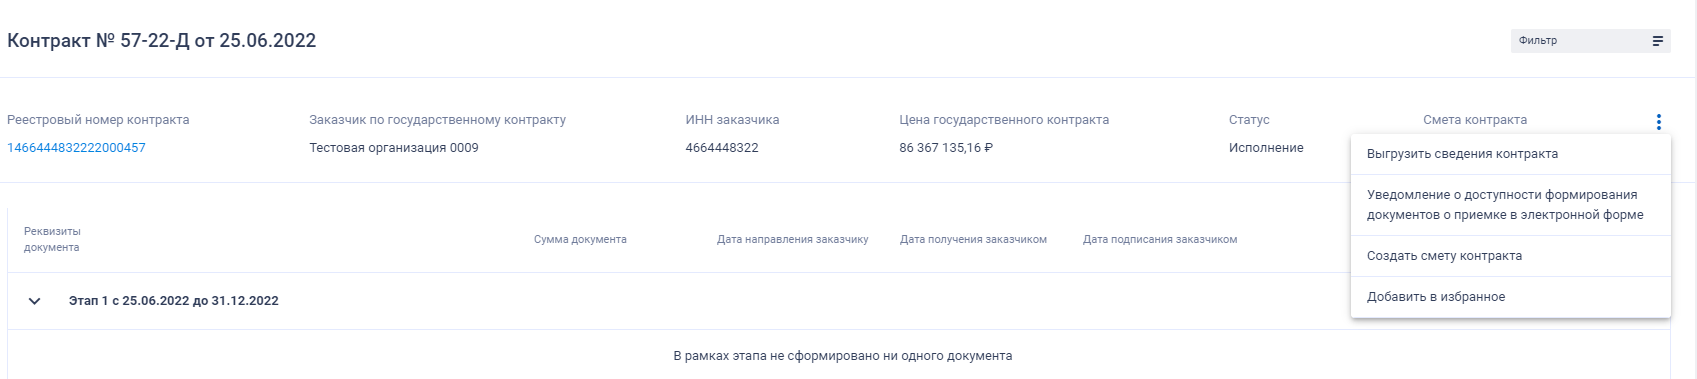 Контракт № 57-22-Д от 25.06.2022
Фильтр
Реестровый номер контракта
Заказчик по государственному контракту
ИНН заказчика
Цена государственного контракта
Статус
Смета контракта
1466444832222000457
Тестовая организация 0009
4664448322
86 367 135,16 ₽
Исполнение
Выгрузить сведения контракта
Уведомление о доступности формирования
документов о приемке в электронной форме
Создать смету контракта
Добавить в избранное
Реквизиты
документа
Сумма документа
Дата направления заказчику
Дата получения заказчиком
Дата подписания заказчиком
Этап 1 с 25.06.2022 до 31.12.2022
В рамках этапа не сформировано ни одного документа